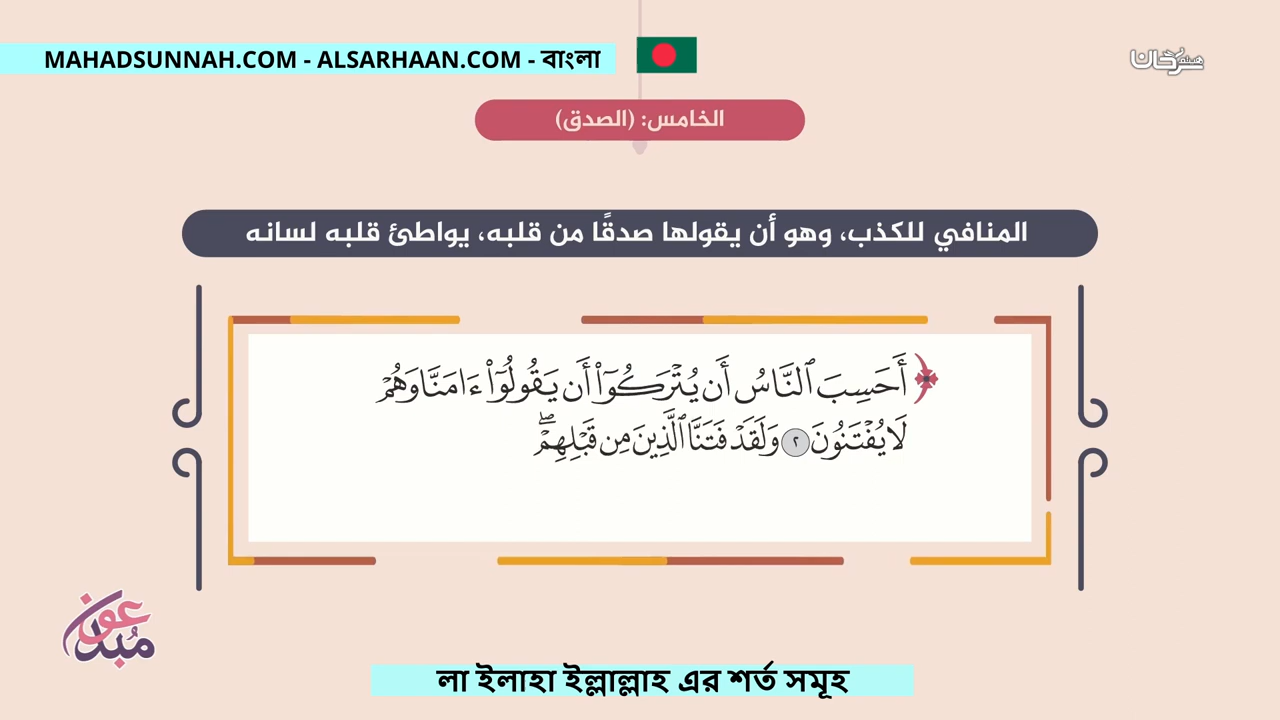 MAHADSUNNAH.COM - ALSARHAAN.COM - বাংলা
الخامس: (الصدق)
المنافي للكذب، وهو أن يقولها صدقًا من قلبه، يواطئ قلبه لسانه
أَحَسِبَ ٱلنَّاسُ أَن يُتْرَكُوٓا۟ أَن يَقُولُوٓا۟ ءَامَنَّا وَهُمْ
لَا يُفْتَنُونَ ٢ وَلَقَدْ فَتَنَّا ٱلَّذِينَ مِن قَبْلِهِمْ ۖ
مبدعون
লা ইলাহা ইল্লাল্লাহ এর শর্ত সমূহ